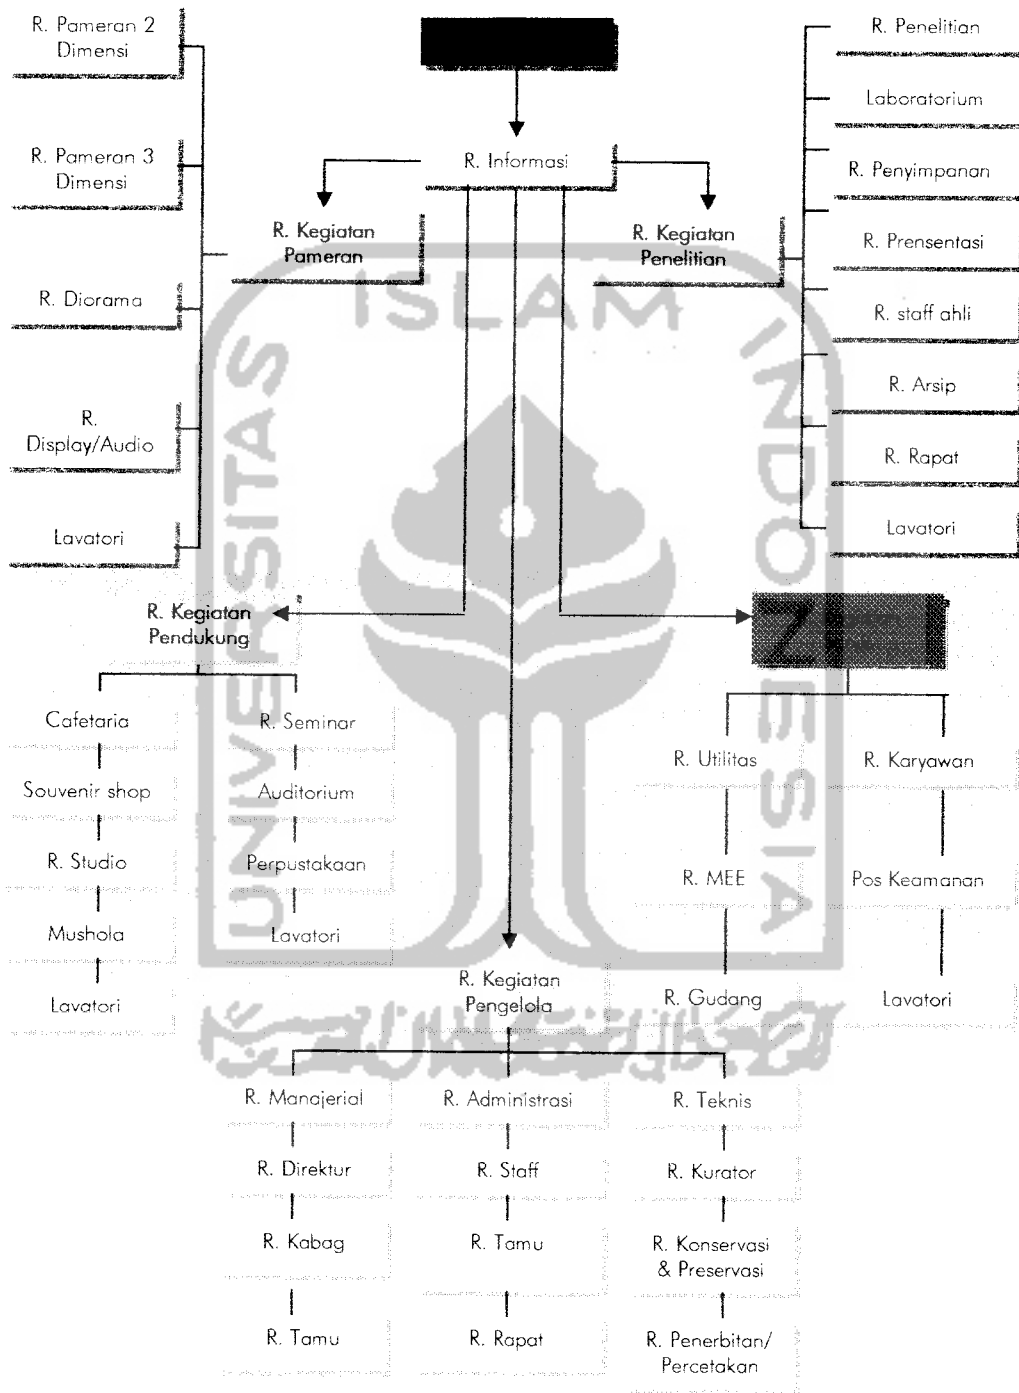 R. Pameran 2
Dimensi
R. Pameran 3
Dimensi
R. Diorama
R.
Display/Audio
Lavatori
R. Informasi
R. Kegiatan
Pameran
R. Kegiatan
Penelitian
R. Penelitian
Laboratorium
R. Penyimpanan
R. Prensentasi
R. staff ahli
R. Arsip
R. Rapat
Lavatori
ISLAM
UNIVERSITAS
INDONESIA
R. Kegiatan
Pendukung
Cafetaria
Souvenir shop
R. Studio
Mushola
Lavatori
R. Seminar
Auditorium
Perpustakaan
Lavatori
R. Utilitas
R. MEE
R. Gudang
R. Karyawan
Pos Keamanan
Lavatori
R. Kegiatan
Pengelola
R. Manajerial
R. Direktur
R. Kabag
R. Tamu
R. Administrasi
R. Staff
R. Tamu
R. Rapat
R. Teknis
R. Kurator
R. Konservasi
& Preservasi
R. Penerbitan/
Percetakan